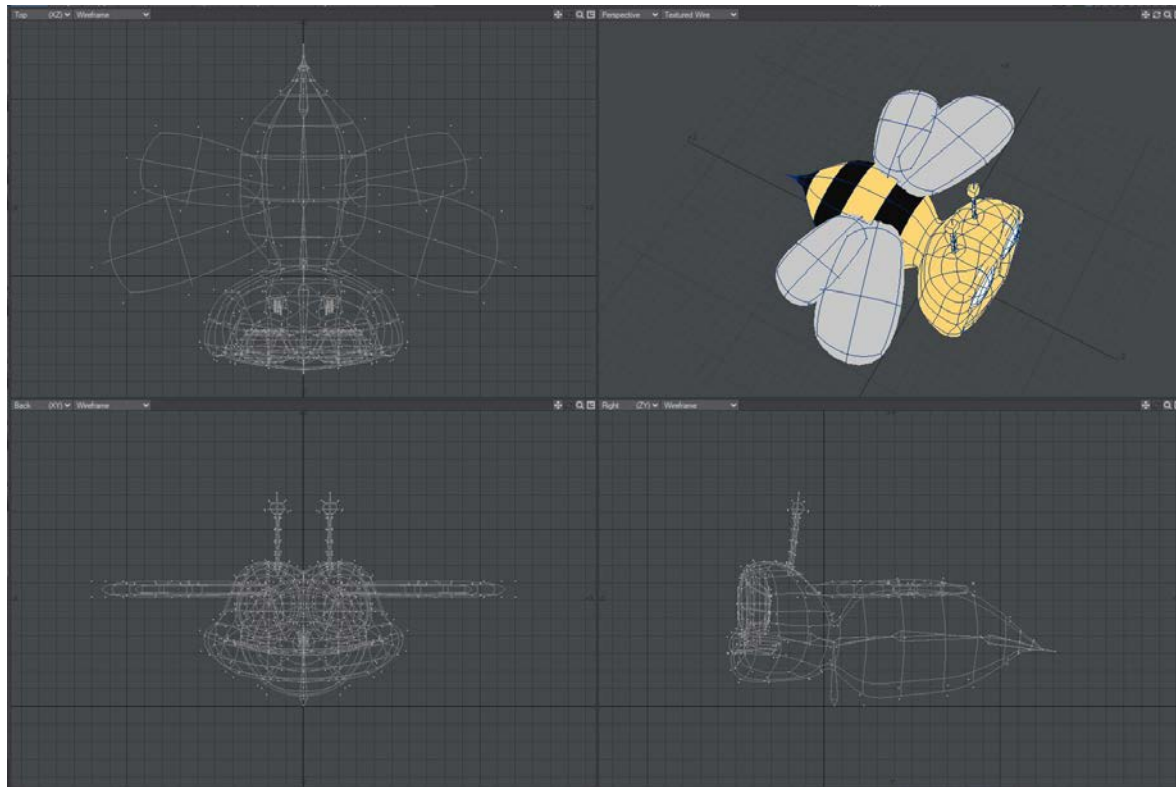 Top (XZ) Wireframe
Perspective Textured Wire
Back (XY) Wireframe
Right (ZY) Wireframe